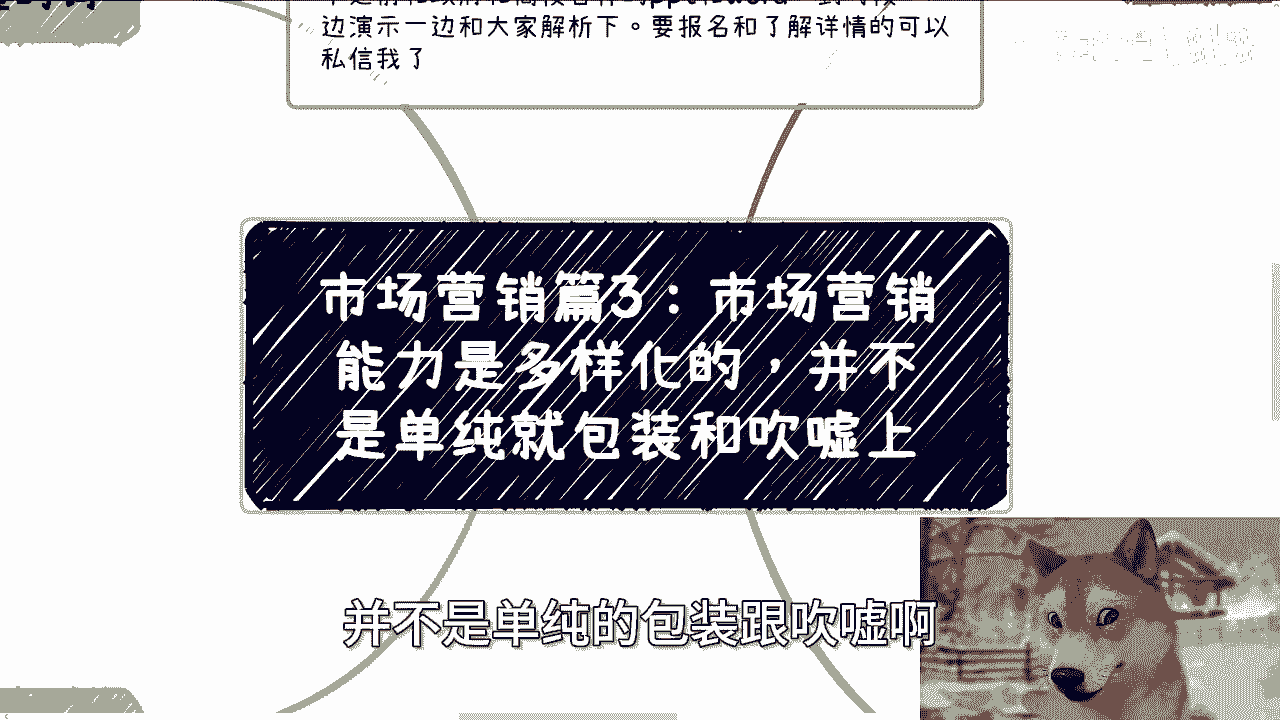 边演示一边和大家解析下。要报名和了解详情的可以
私信我了
市场营销篇3：市场营销
能力是多样化的，并不
是单纯就包装和吹嘘上
并不是单纯的包装跟吹嘘啊